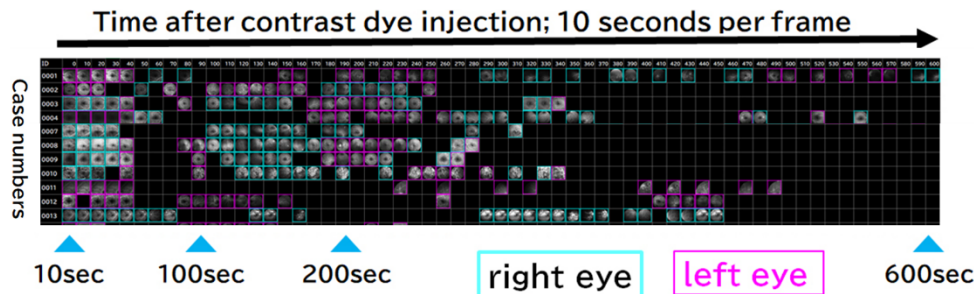 Time after contrast dye injection; 10 seconds per frame
ID 0 10 20 30 40 50 60 70 80 90 100 110 120 130 140 150 160 170 180 190 200 210 220 230 240 250 260 270 280 290 300 310 320 330 340 350 360 370 380 390 400 410 420 430 440 450 460 470 480 490 500 510 520 530 540 550 560 570 580 590 600
Case numbers
0001
0002
0003
0004
0007
0008
0009
0010
0011
0012
0013
10sec 100sec 200sec right eye left eye 600sec